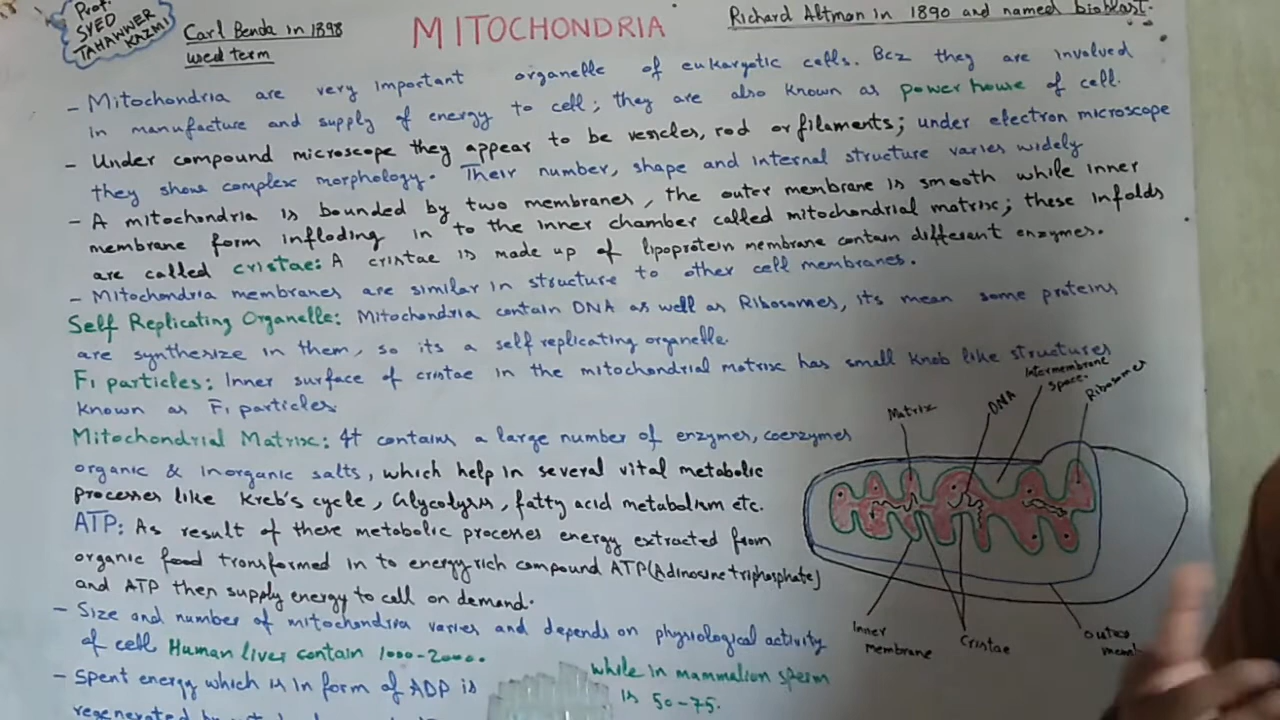 Prof.
SYED
TAHAWNER
KAZMI
Carl Benda in 1898
used term
MITOCHONDRIA
Richard Altman in 1890 and named bioblast.
- Mitochondria are very important organelle of eukaryotic cells. Bcz they are involved
in manufacture and supply of energy to cell; they are also known as power house of cell.
- Under compound microscope they appear to be vesicles, rod or filaments; under electron microscope
they show complex morphology. Their number, shape and internal structure varies widely
- A mitochondria is bounded by two membranes, the outer membrane is smooth while inner
membrane form infloding in to the inner chamber called mitochondrial matrix; these infolds
are called cristae: A cristae is made up of lipoprotein membrane contain different enzymes.
- Mitochondria membranes are similar in structure to other cell membranes.
Self Replicating Organelle: Mitochondria contain DNA as well as Ribosomes, its mean some proteins
are synthesize in them, so its a self replicating organelle.
F1 particles: Inner surface of cristae in the mitochondrial matrix has small knob like structures
known as F1 particles
Mitochondrial Matrix: It contains a large number of enzymes, coenzymes
organic & inorganic salts, which help in several vital metabolic
processes like Kreb's cycle, Glycolysis, fatty acid metabolism etc.
ATP: As result of these metabolic processes energy extracted from
organic food transformed in to energy rich compound ATP(Adinosine triphosphate)
and ATP then supply energy to cell on demand.
- Size and number of mitochondria varies and depends on physiological activity
of cell Human liver contain 1000-2000.
while in mammalion sperm
is 50-75.
- Spent energy which is in form of ADP is
regenerated by
Matrix
DNA
Intermembrane
space.
Ribosomes
Inner
membrane
Cristae
outer